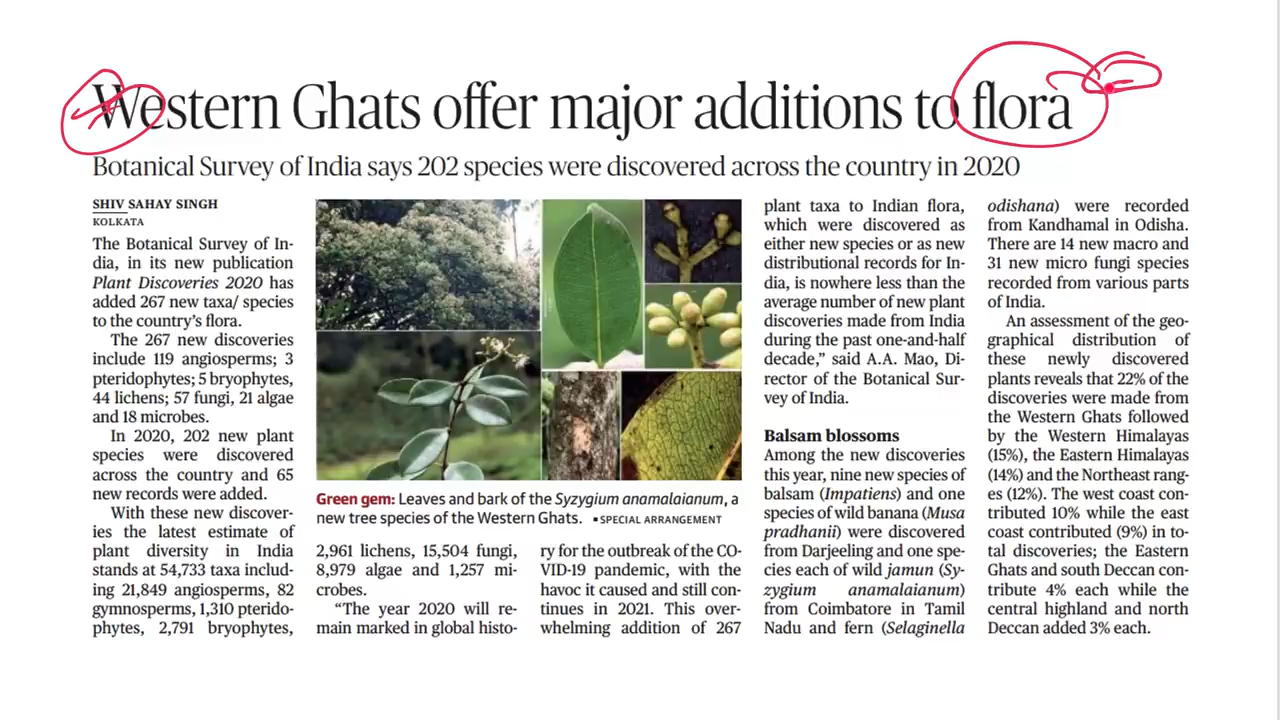 Western Ghats offer major additions to flora
Botanical Survey of India says 202 species were discovered across the country in 2020
SHIV SAHAY SINGH
KOLKATA
The Botanical Survey of In-
dia, in its new publication
Plant Discoveries 2020 has
added 267 new taxa/ species
to the country's flora.
The 267 new discoveries
include 119 angiosperms; 3
pteridophytes; 5 bryophytes,
44 lichens; 57 fungi, 21 algae
and 18 microbes.
In 2020, 202 new plant
species were discovered
across the country and 65
new records were added.
With these new discover-
ies the latest estimate of
plant diversity in India
stands at 54,733 taxa includ-
ing 21,849 angiosperms, 82
gymnosperms, 1,310 pterido-
phytes, 2,791 bryophytes,
Green gem: Leaves and bark of the Syzygium anamalaianum, a
new tree species of the Western Ghats. ▪SPECIAL ARRANGEMENT
2,961 lichens, 15,504 fungi,
8,979 algae and 1,257 mi-
crobes.
"The year 2020 will re-
main marked in global histo-
ry for the outbreak of the CO-
VID-19 pandemic, with the
havoc it caused and still con-
tinues in 2021. This over-
whelming addition of 267
plant taxa to Indian flora,
which were discovered as
either new species or as new
distributional records for In-
dia, is nowhere less than the
average number of new plant
discoveries made from India
during the past one-and-half
decade," said A.A. Mao, Di-
rector of the Botanical Sur-
vey of India.
Balsam blossoms
Among the new discoveries
this year, nine new species of
balsam (Impatiens) and one
species of wild banana (Musa
pradhanii) were discovered
from Darjeeling and one spe-
cies each of wild jamun (Sy-
zygium anamalaianum)
from Coimbatore in Tamil
Nadu and fern (Selaginella
odishana) were recorded
from Kandhamal in Odisha.
There are 14 new macro and
31 new micro fungi species
recorded from various parts
of India.
An assessment of the geo-
graphical distribution of
these newly discovered
plants reveals that 22% of the
discoveries were made from
the Western Ghats followed
by the Western Himalayas
(15%), the Eastern Himalayas
(14%) and the Northeast rang-
es (12%). The west coast con-
tributed 10% while the east
coast contributed (9%) in to-
tal discoveries; the Eastern
Ghats and south Deccan con-
tribute 4% each while the
central highland and north
Deccan added 3% each.